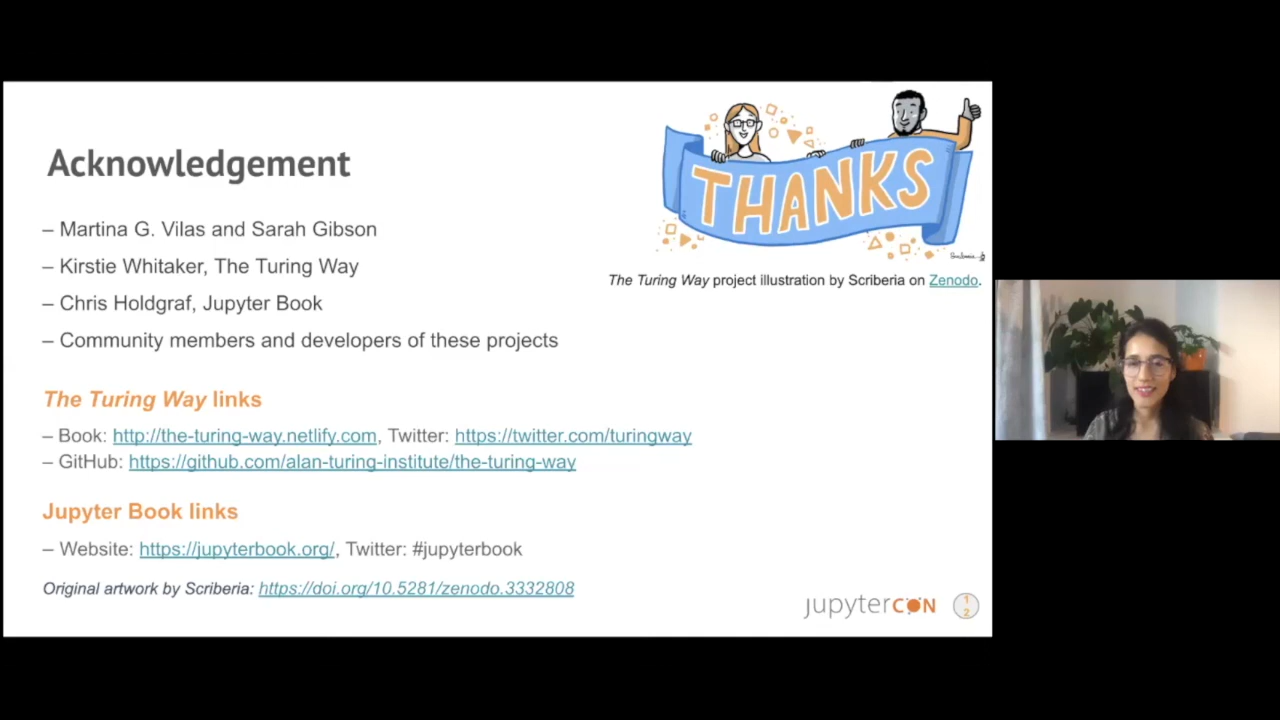 Acknowledgement
– Martina G. Vilas and Sarah Gibson
– Kirstie Whitaker, The Turing Way
– Chris Holdgraf, Jupyter Book
– Community members and developers of these projects
THANKS
Scriberia
The Turing Way project illustration by Scriberia on Zenodo.
The Turing Way links
– Book: http://the-turing-way.netlify.com, Twitter: https://twitter.com/turingway
– GitHub: https://github.com/alan-turing-institute/the-turing-way
Jupyter Book links
– Website: https://jupyterbook.org/, Twitter: #jupyterbook
Original artwork by Scriberia: https://doi.org/10.5281/zenodo.3332808
jupyterCON
1
2